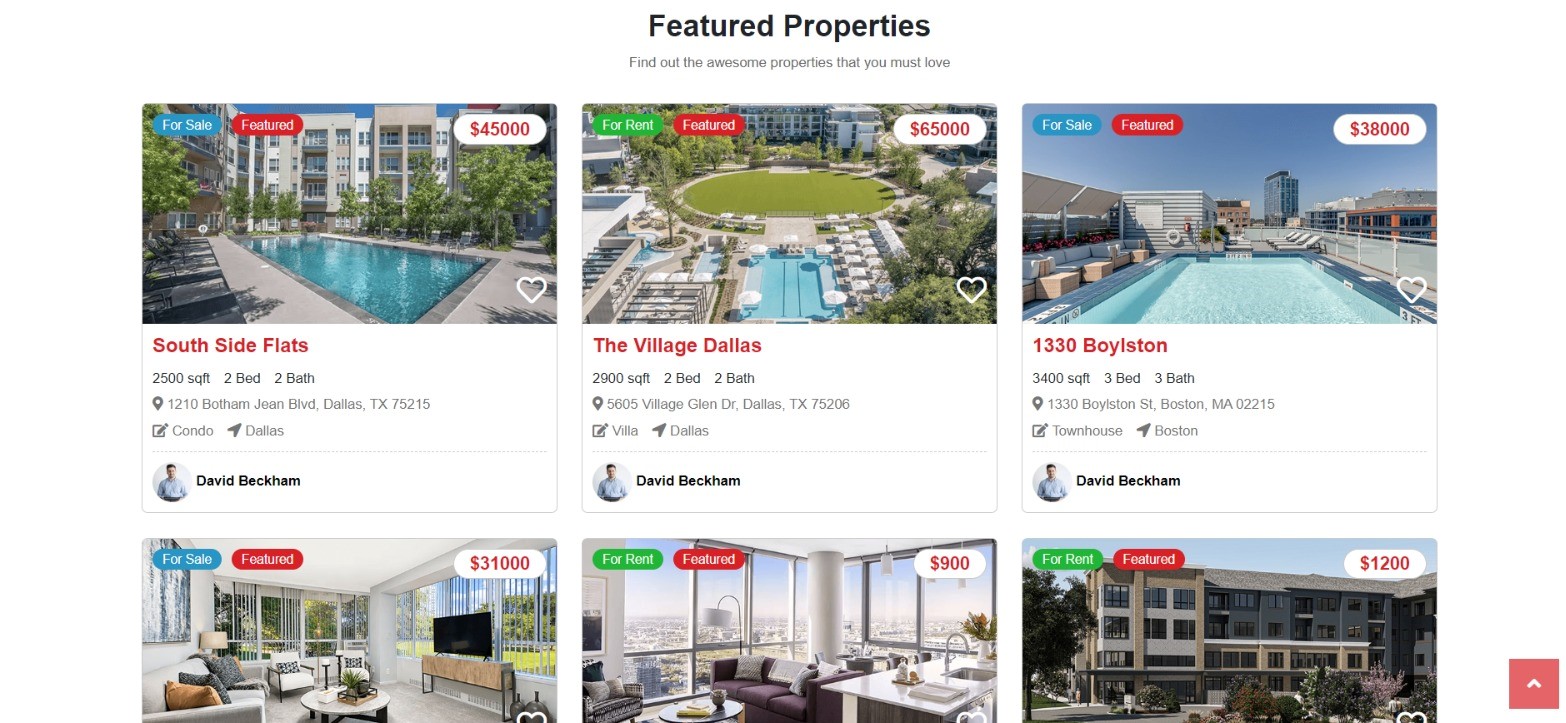 Featured Properties
Find out the awesome properties that you must love
For Sale Featured $45000
For Rent Featured $65000
For Sale Featured $38000
3 FT
South Side Flats
2500 sqft 2 Bed 2 Bath
1210 Botham Jean Blvd, Dallas, TX 75215
Condo Dallas
David Beckham
The Village Dallas
2900 sqft 2 Bed 2 Bath
5605 Village Glen Dr, Dallas, TX 75206
Villa Dallas
David Beckham
1330 Boylston
3400 sqft 3 Bed 3 Bath
1330 Boylston St, Boston, MA 02215
Townhouse Boston
David Beckham
For Sale Featured $31000
For Rent Featured $900
For Rent Featured $1200